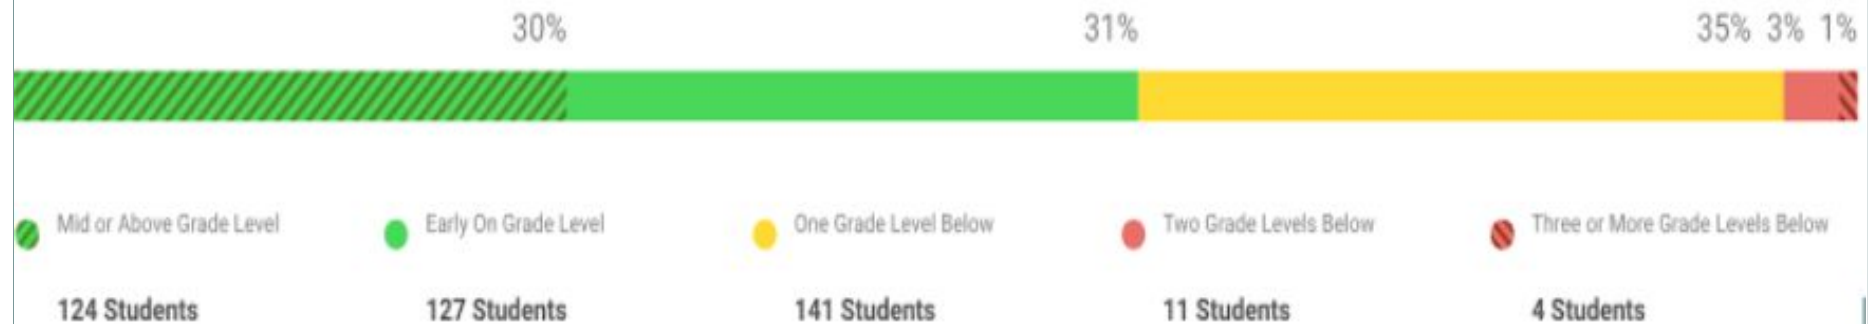 30% 31% 35% 3% 1%
Mid or Above Grade Level Early On Grade Level One Grade Level Below Two Grade Levels Below Three or More Grade Levels Below
124 Students 127 Students 141 Students 11 Students 4 Students